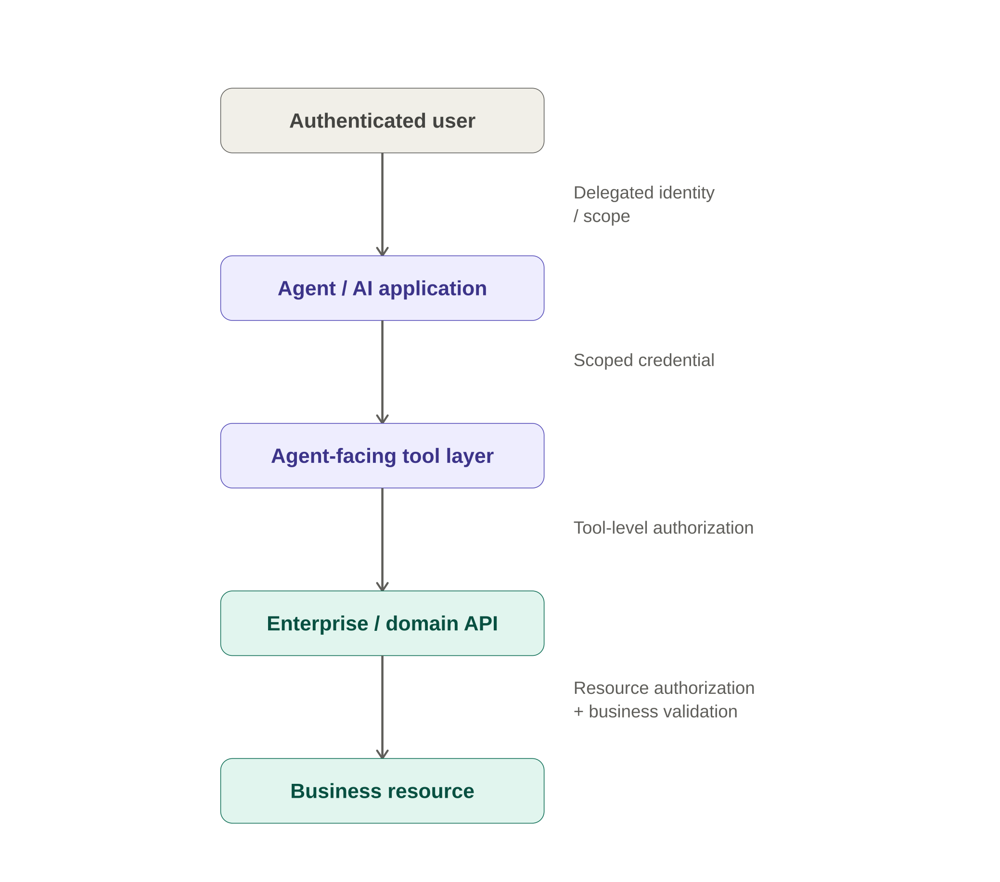 Authenticated user
Delegated identity
/ scope
Agent / AI application
Scoped credential
Agent-facing tool layer
Tool-level authorization
Enterprise / domain API
Resource authorization
+ business validation
Business resource